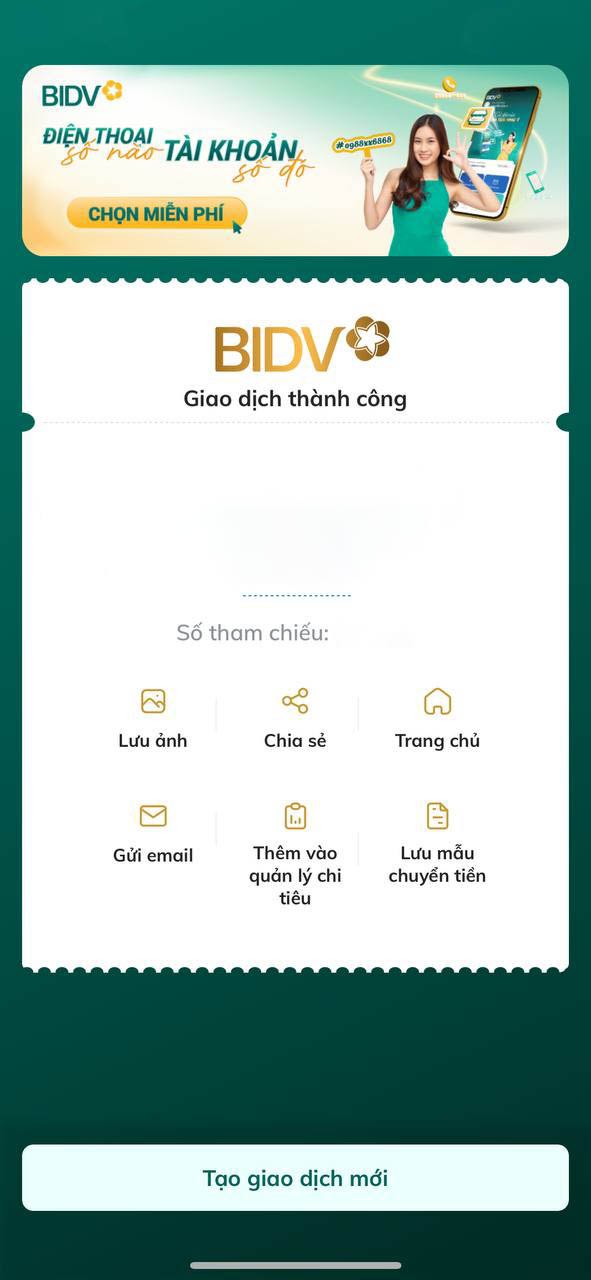 BIDV
ĐIỆN THOẠI
số nào TÀI KHOẢN
số đó
#0988xx6868
CHỌN MIỄN PHÍ
BIDV
Giao dịch thành công
Số tham chiếu:
Lưu ảnh
Chia sẻ
Trang chủ
Gửi email
Thêm vào
quản lý chi
tiêu
Lưu mẫu
chuyển tiền
Tạo giao dịch mới